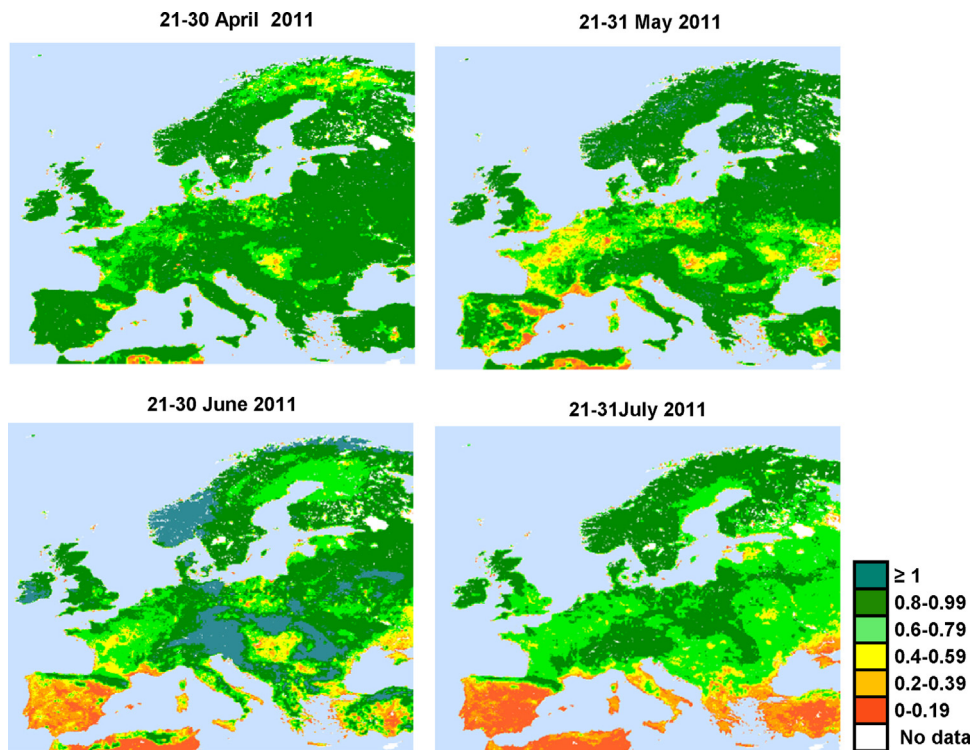 21-30 April 2011
21-31 May 2011
21-30 June 2011
21-31July 2011
≥ 1
0.8-0.99
0.6-0.79
0.4-0.59
0.2-0.39
0-0.19
No data